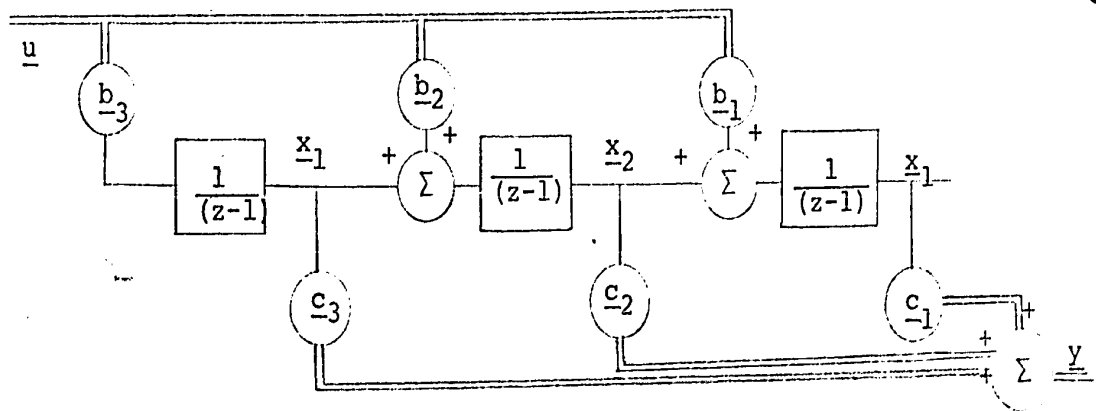 u
b3 b2 b1
+ +
x1 + x2 + x1
1/(z-1) Σ 1/(z-1) Σ 1/(z-1)
c3 c2 c1
+
+
+ Σ y